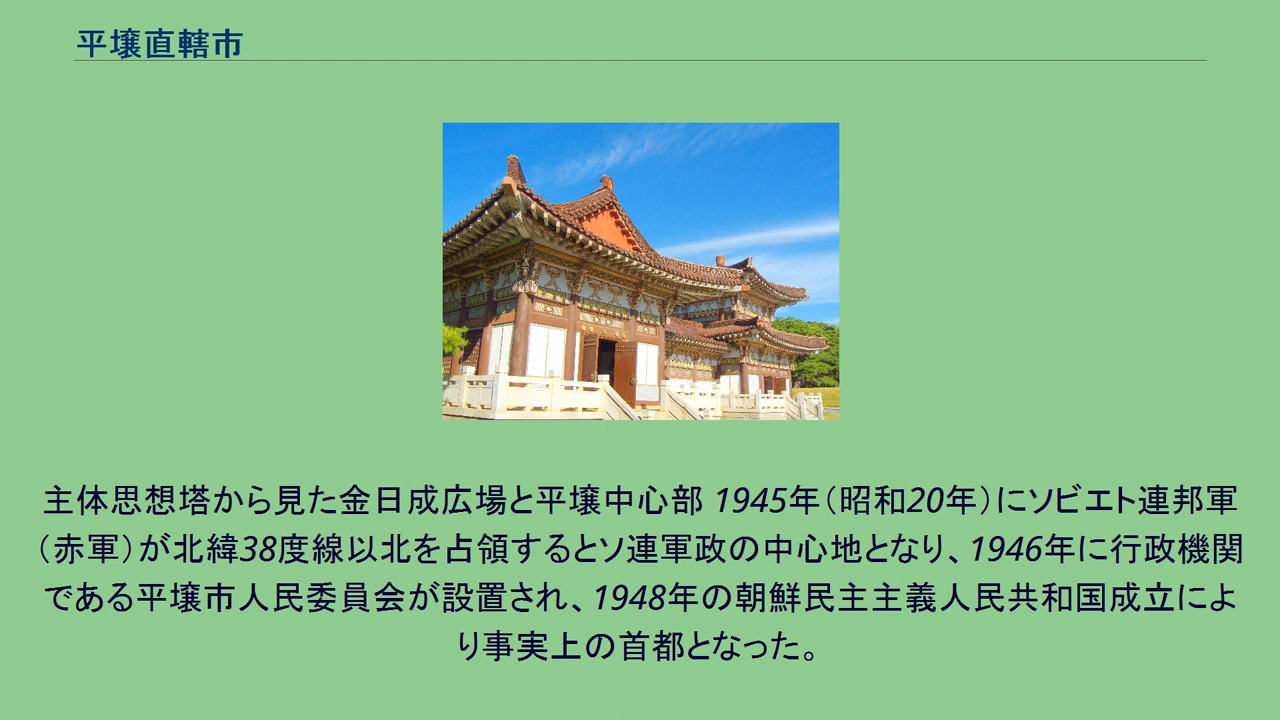 平壌直轄市
主体思想塔から見た金日成広場と平壌中心部 1945年（昭和20年）にソビエト連邦軍
（赤軍）が北緯38度線以北を占領するとソ連軍政の中心地となり、1946年に行政機関
である平壌市人民委員会が設置され、1948年の朝鮮民主主義人民共和国成立によ
り事実上の首都となった。